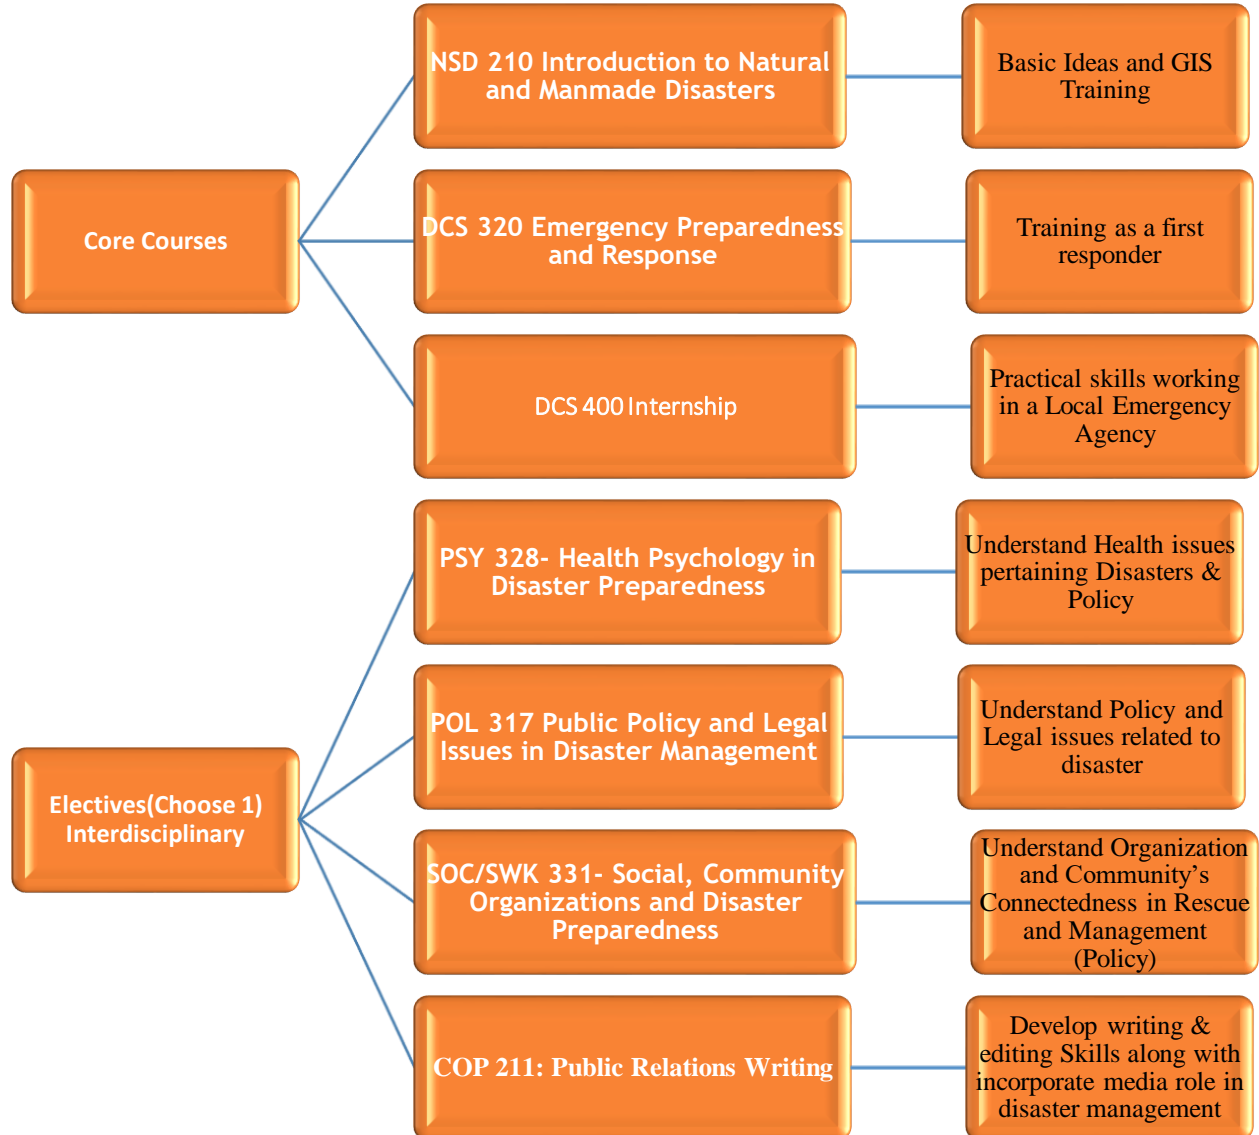 NSD 210 Introduction to Natural
and Manmade Disasters
Basic Ideas and GIS
Training
Core Courses
DCS 320 Emergency Preparedness
and Response
Training as a first
responder
DCS 400 Internship
Practical skills working
in a Local Emergency
Agency
PSY 328- Health Psychology in
Disaster Preparedness
Understand Health issues
pertaining Disasters &
Policy
Electives(Choose 1)
Interdisciplinary
POL 317 Public Policy and Legal
Issues in Disaster Management
Understand Policy and
Legal issues related to
disaster
SOC/SWK 331- Social, Community
Organizations and Disaster
Preparedness
Understand Organization
and Community’s
Connectedness in Rescue
and Management
(Policy)
COP 211: Public Relations Writing
Develop writing &
editing Skills along with
incorporate media role in
disaster management